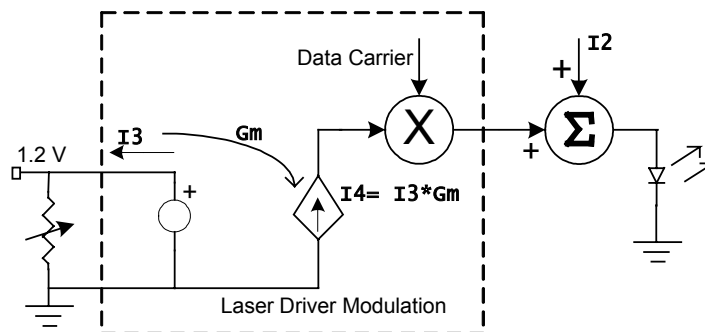 I2
Data Carrier
+
I3
Gm
X
Σ
+
1.2 V
+
I4= I3*Gm
Laser Driver Modulation